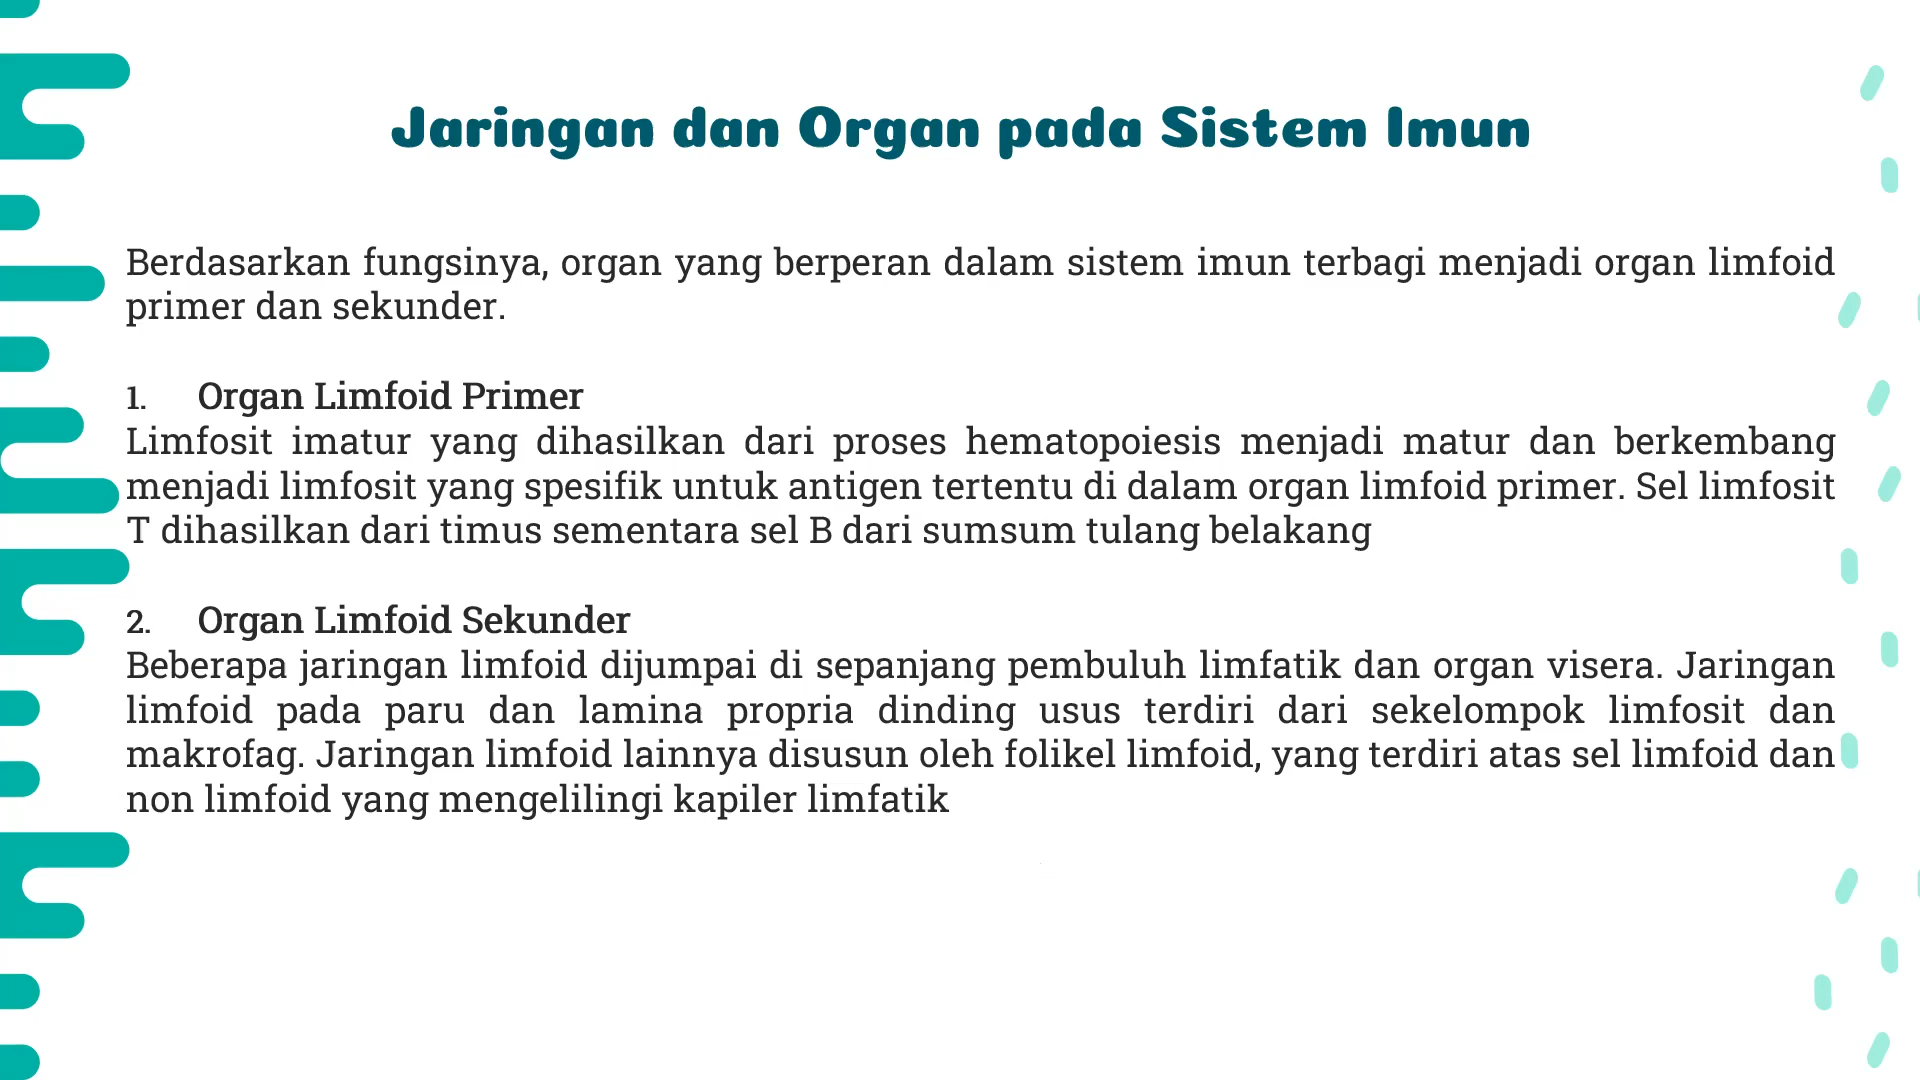 Jaringan dan Organ pada Sistem Imun
Berdasarkan fungsinya, organ yang berperan dalam sistem imun terbagi menjadi organ limfoid
primer dan sekunder.
1. Organ Limfoid Primer
Limfosit imatur yang dihasilkan dari proses hematopoiesis menjadi matur dan berkembang
menjadi limfosit yang spesifik untuk antigen tertentu di dalam organ limfoid primer. Sel limfosit
T dihasilkan dari timus sementara sel B dari sumsum tulang belakang
2. Organ Limfoid Sekunder
Beberapa jaringan limfoid dijumpai di sepanjang pembuluh limfatik dan organ visera. Jaringan
limfoid pada paru dan lamina propria dinding usus terdiri dari sekelompok limfosit dan
makrofag. Jaringan limfoid lainnya disusun oleh folikel limfoid, yang terdiri atas sel limfoid dan
non limfoid yang mengelilingi kapiler limfatik